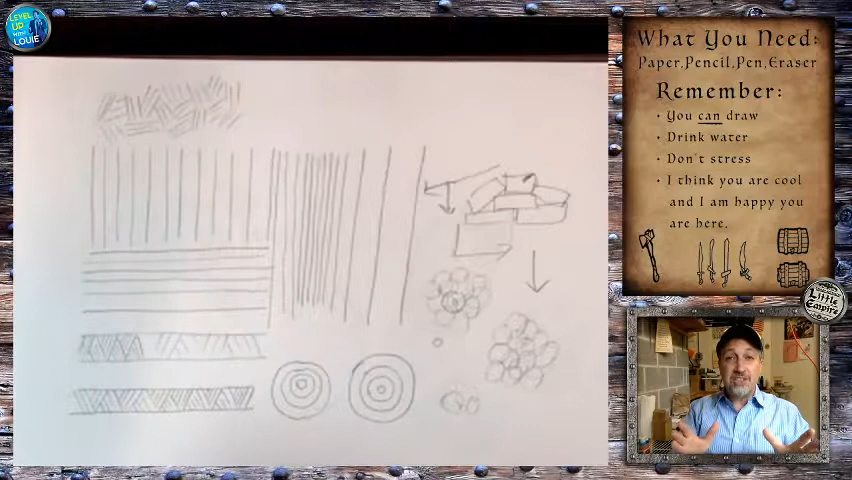 LEVEL
UP
WITH
LOUIE
What You Need:
Paper,Pencil,Pen,Eraser
Remember:
• You can draw
• Drink water
• Don't stress
• I think you are cool
and I am happy you
are here.
Little
Empire